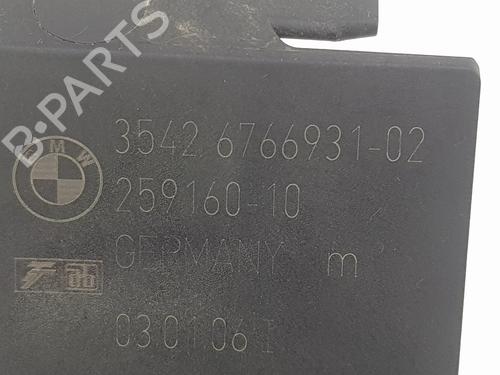 B-PARTS
BMW
3542 6766931-02
259160-10
GERMANY m
03.01.06 I